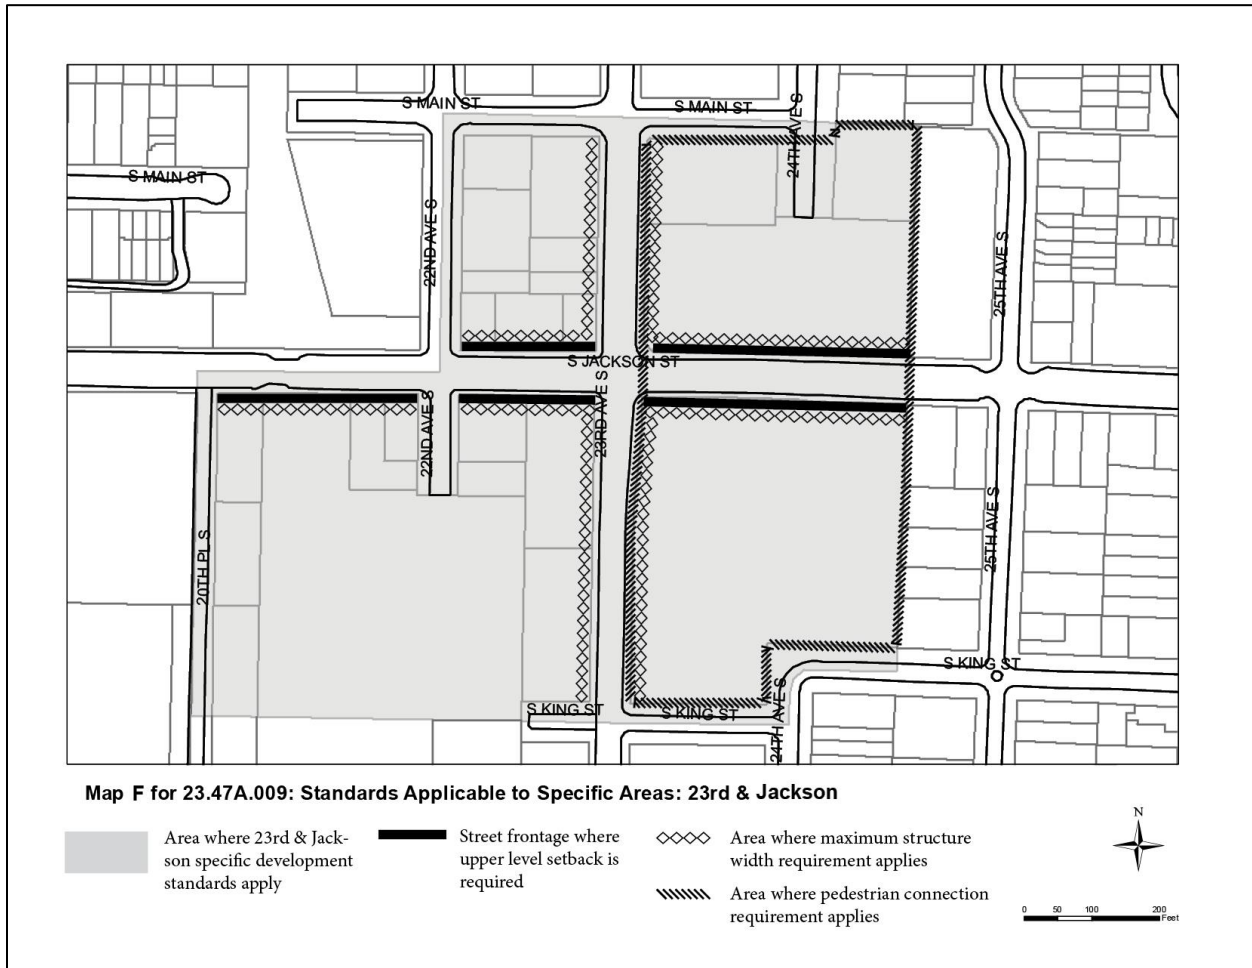 S MAIN ST
S MAIN ST
24TH AVE S
S MAIN ST
22ND AVE S
25TH AVE S
S JACKSON ST
23RD AVE S
22ND AVE S
25TH AVE S
20TH PL S
S KING ST
S KING ST
S KING ST
24TH AVE S
Map F for 23.47A.009: Standards Applicable to Specific Areas: 23rd & Jackson
Area where 23rd & Jack-
son specific development
standards apply
Street frontage where
upper level setback is
required
Area where maximum structure
width requirement applies
Area where pedestrian connection
requirement applies
N
0 50 100 200
Feet